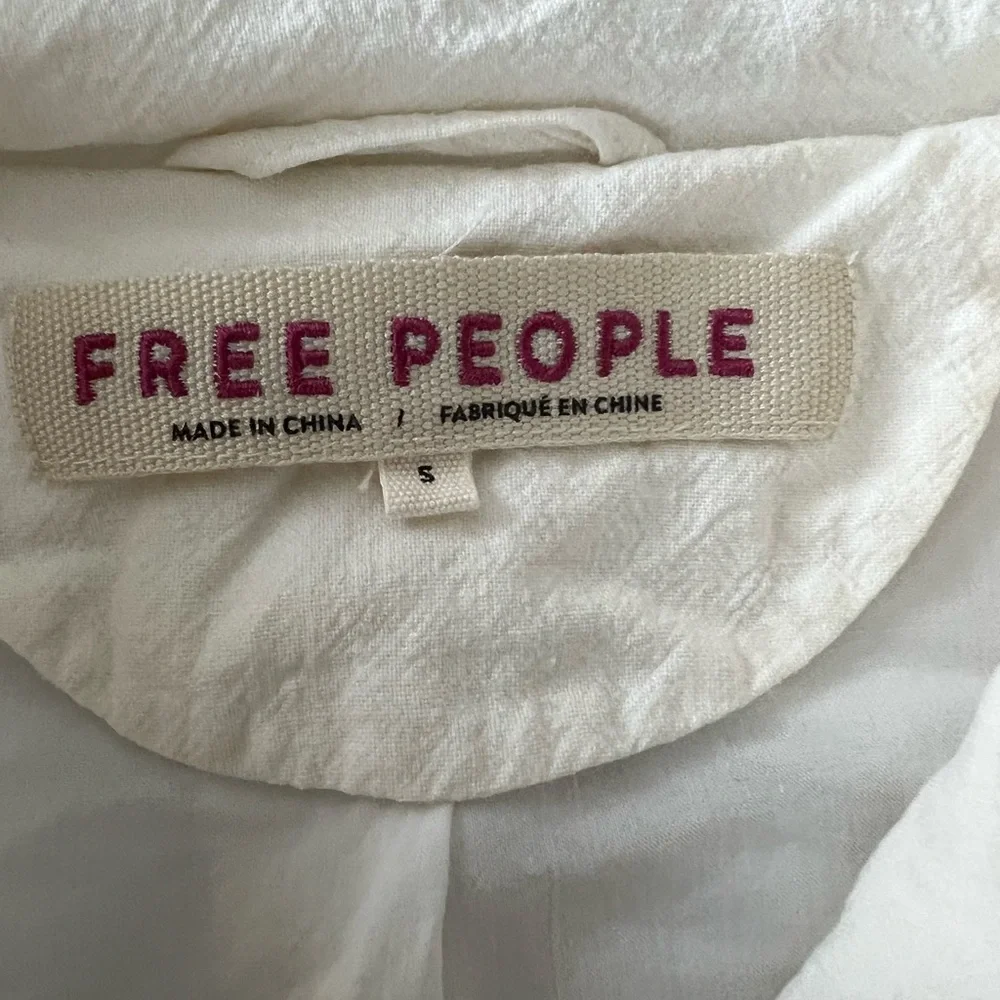 FREE PEOPLE
MADE IN CHINA / FABRIQUÉ EN CHINE
S